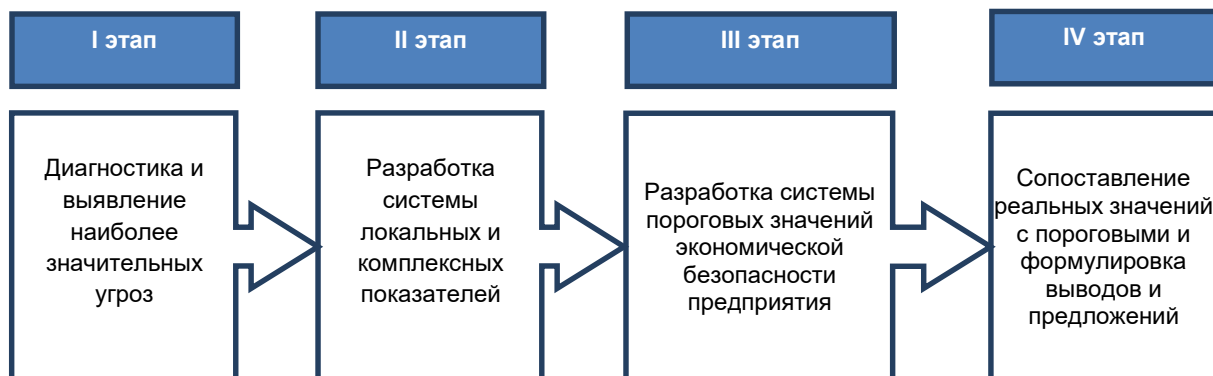 I этап
II этап
III этап
IV этап
Диагностика и
выявление
наиболее
значительных
угроз
Разработка
системы
локальных и
комплексных
показателей
Разработка системы
пороговых значений
экономической
безопасности
предприятия
Сопоставление
реальных значений
с пороговыми и
формулировка
выводов и
предложений